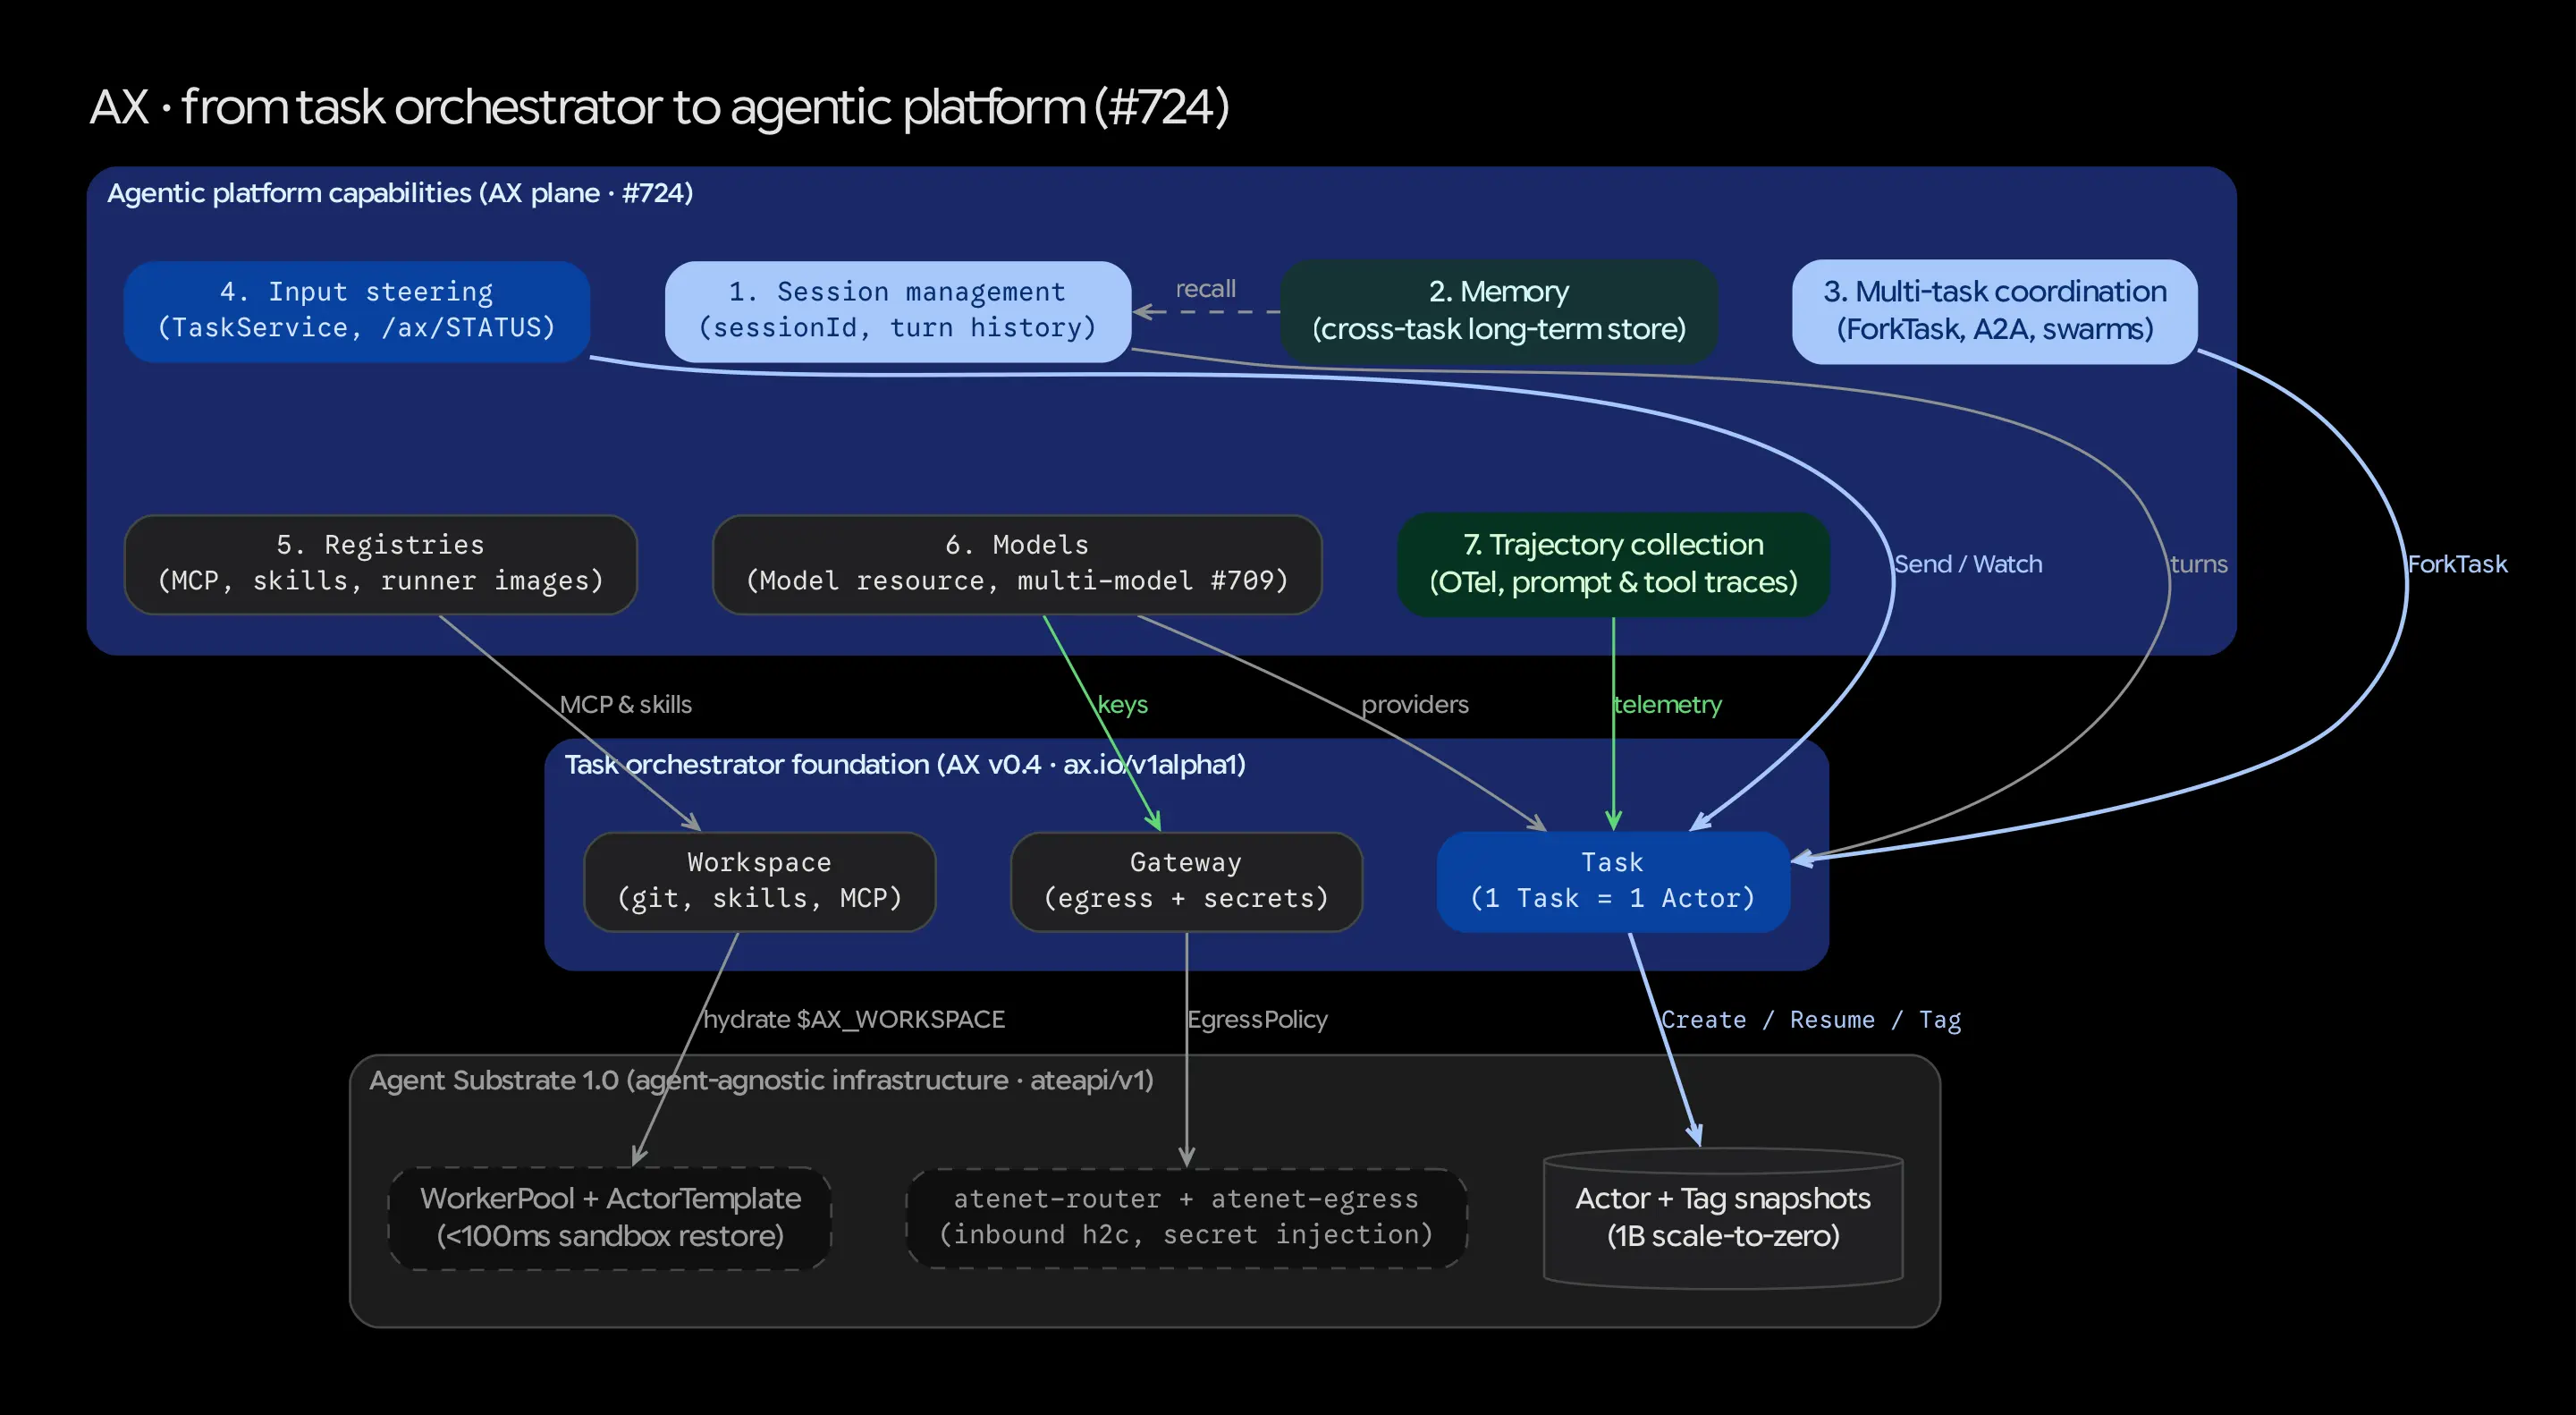 AX · from task orchestrator to agentic platform (#724)
Agentic platform capabilities (AX plane · #724)
4. Input steering
(TaskService, /ax/STATUS)
1. Session management
(sessionId, turn history)
recall
2. Memory
(cross-task long-term store)
3. Multi-task coordination
(ForkTask, A2A, swarms)
5. Registries
(MCP, skills, runner images)
6. Models
(Model resource, multi-model #709)
7. Trajectory collection
(OTel, prompt & tool traces)
Send / Watch
turns
ForkTask
MCP & skills
keys
providers
telemetry
Task orchestrator foundation (AX v0.4 · ax.io/v1alpha1)
Workspace
(git, skills, MCP)
Gateway
(egress + secrets)
Task
(1 Task = 1 Actor)
hydrate $AX_WORKSPACE
EgressPolicy
Create / Resume / Tag
Agent Substrate 1.0 (agent-agnostic infrastructure · ateapi/v1)
WorkerPool + ActorTemplate
(<100ms sandbox restore)
atenet-router + atenet-egress
(inbound h2c, secret injection)
Actor + Tag snapshots
(1B scale-to-zero)